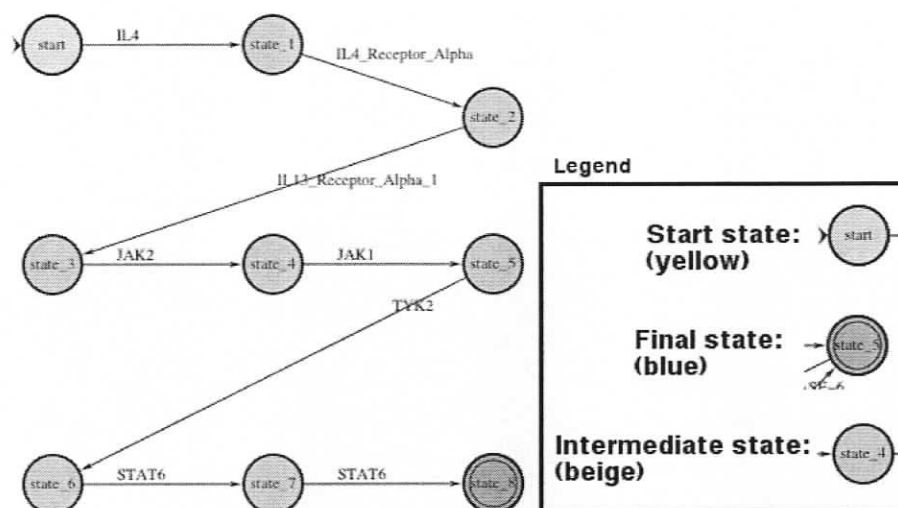 start
IL4
state_1
IL4_Receptor_Alpha
state_2
IL13_Receptor_Alpha_1
state_3
JAK2
state_4
JAK1
state_5
TYK2
state_6
STAT6
state_7
STAT6
state_8
Legend
Start state:
(yellow)
start
Final state:
(blue)
state_5
Intermediate state:
(beige)
state_4